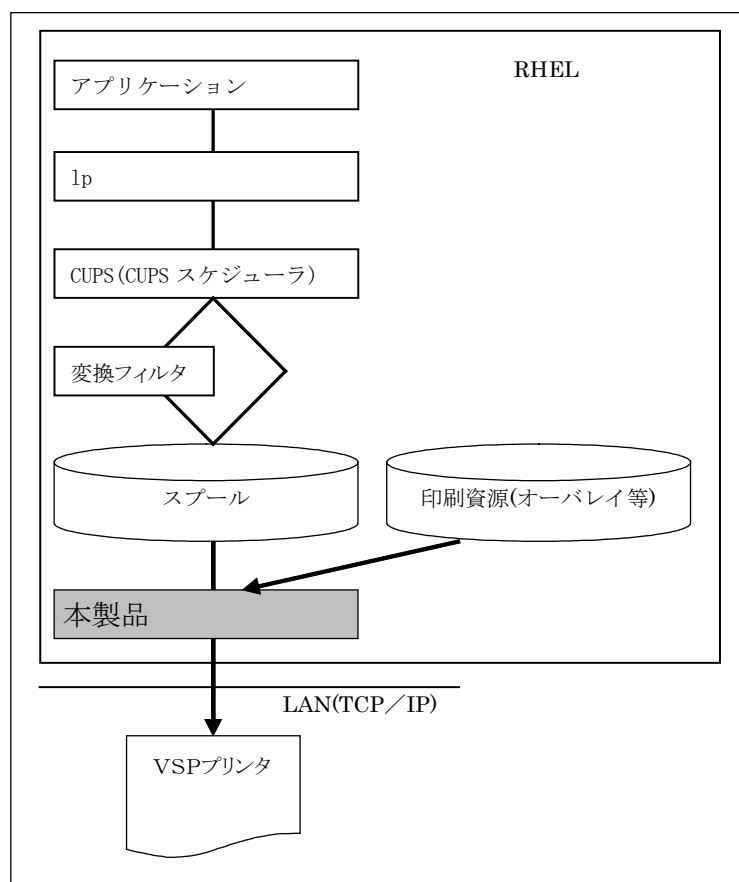 RHEL
アプリケーション
lp
CUPS(CUPS スケジューラ)
変換フィルタ
スプール
印刷資源(オーバレイ等)
本製品
LAN(TCP／IP)
VSPプリンタ